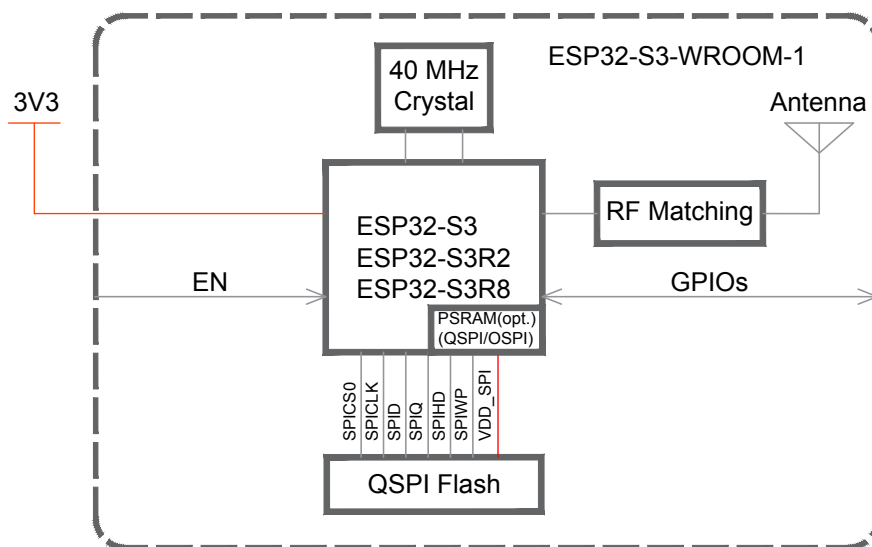 ESP32-S3-WROOM-1
40 MHz
Crystal
3V3
Antenna
ESP32-S3
ESP32-S3R2
ESP32-S3R8
RF Matching
EN
GPIOs
PSRAM(opt.)
(QSPI/OSPI)
SPICS0
SPICLK
SPID
SPIQ
SPIHD
SPIWP
VDD_SPI
QSPI Flash